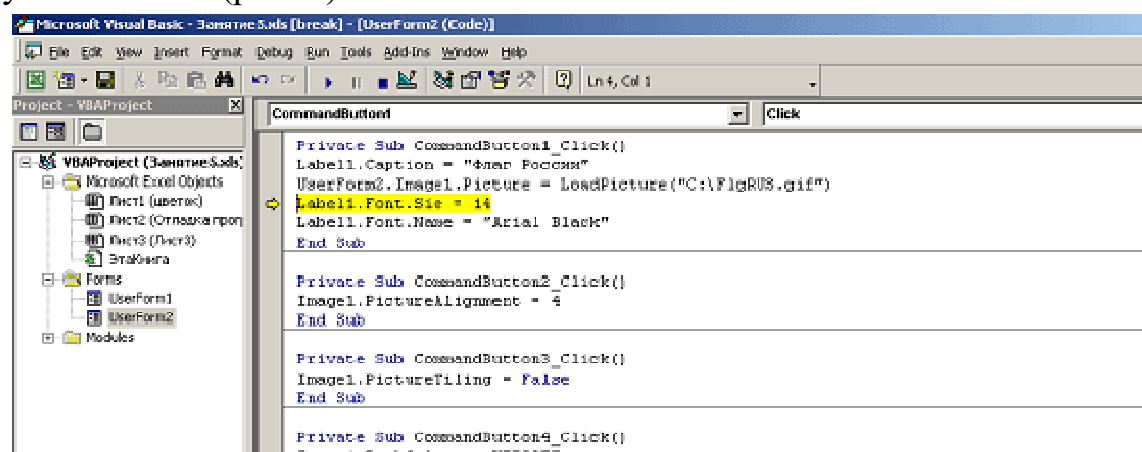 Microsoft Visual Basic - Занятие 5.xls [break] - [UserForm2 (Code)]
File Edit View Insert Format Debug Run Tools Add-Ins Window Help
Ln 4, Col 1
Project - VBAProject
CommandButton1 Click
VBAProject (Занятие5.xls)
Microsoft Excel Objects
Лист1 (цветок)
Лист2 (Отладка прог
Лист3 (Лист3)
ЭтаКнига
Forms
UserForm1
UserForm2
Modules
Private Sub CommandButton1_Click()
Label1.Caption = "Флаг России"
UserForm2.Image1.Picture = LoadPicture("C:\FlgRUS.gif")
Label1.Font.Sie = 14
Label1.Font.Name = "Arial Black"
End Sub
Private Sub CommandButton2_Click()
Image1.PictureAlignment = 4
End Sub
Private Sub CommandButton3_Click()
Image1.PictureTiling = False
End Sub
Private Sub CommandButton4_Click()